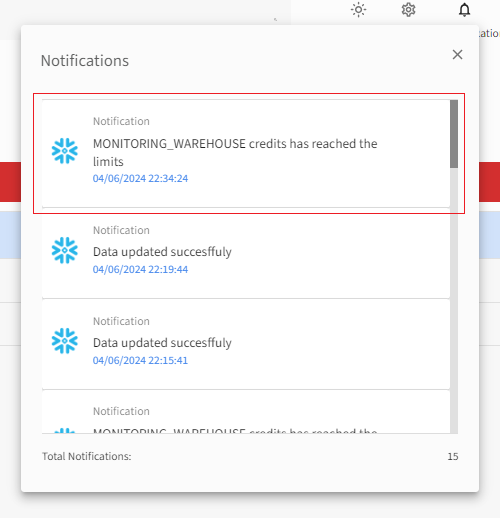 Notifications
Notification
MONITORING_WAREHOUSE credits has reached the
limits
04/06/2024 22:34:24
Notification
Data updated succesffuly
04/06/2024 22:19:44
Notification
Data updated succesffuly
04/06/2024 22:15:41
Notification
MONITORING_WAREHOUSE credits has reached the
Total Notifications: 15